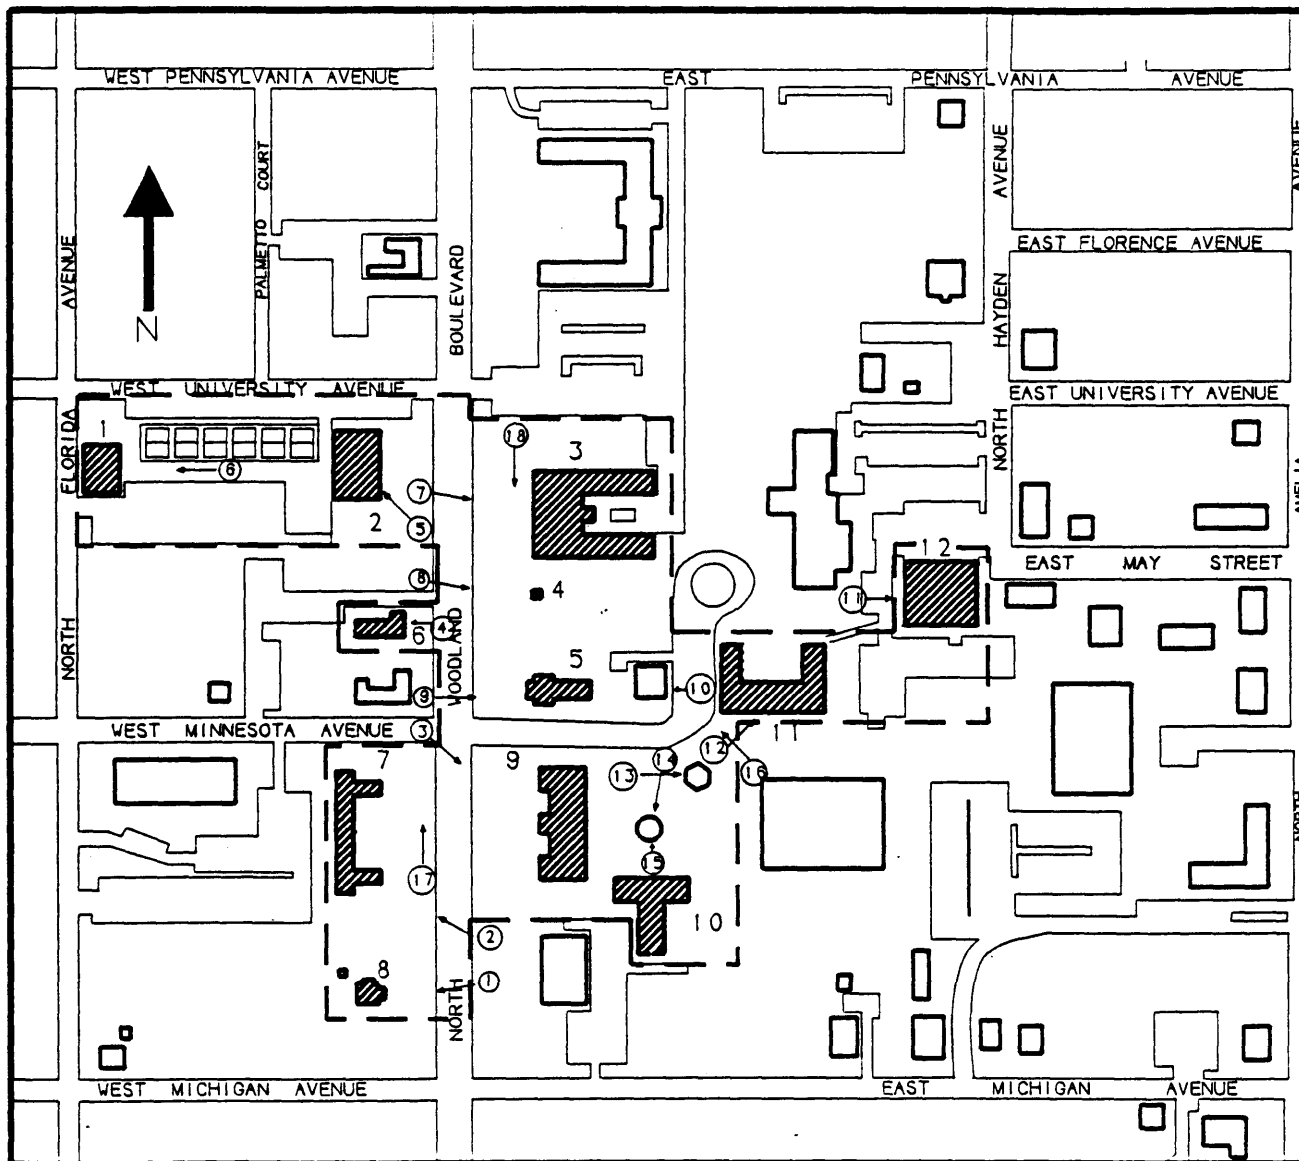 WEST PENNSYLVANIA AVENUE
EAST PENNSYLVANIA AVENUE
PALMETTO COURT
AVENUE
AVENUE
AVENUE
BOULEVARD
N
EAST FLORENCE AVENUE
HAYDEN
WEST UNIVERSITY AVENUE
EAST UNIVERSITY AVENUE
FLORIDA
NORTH
1
6
18
3
7
5
2
12
EAST MAY STREET
8
4
11
4
6
NORTH
WOODLAND
5
9
10
WEST MINNESOTA AVENUE
3
7
9
12
11
14
13
16
15
17
10
2
8
1
NORTH
NORTH
WEST MICHIGAN AVENUE
EAST MICHIGAN AVENUE